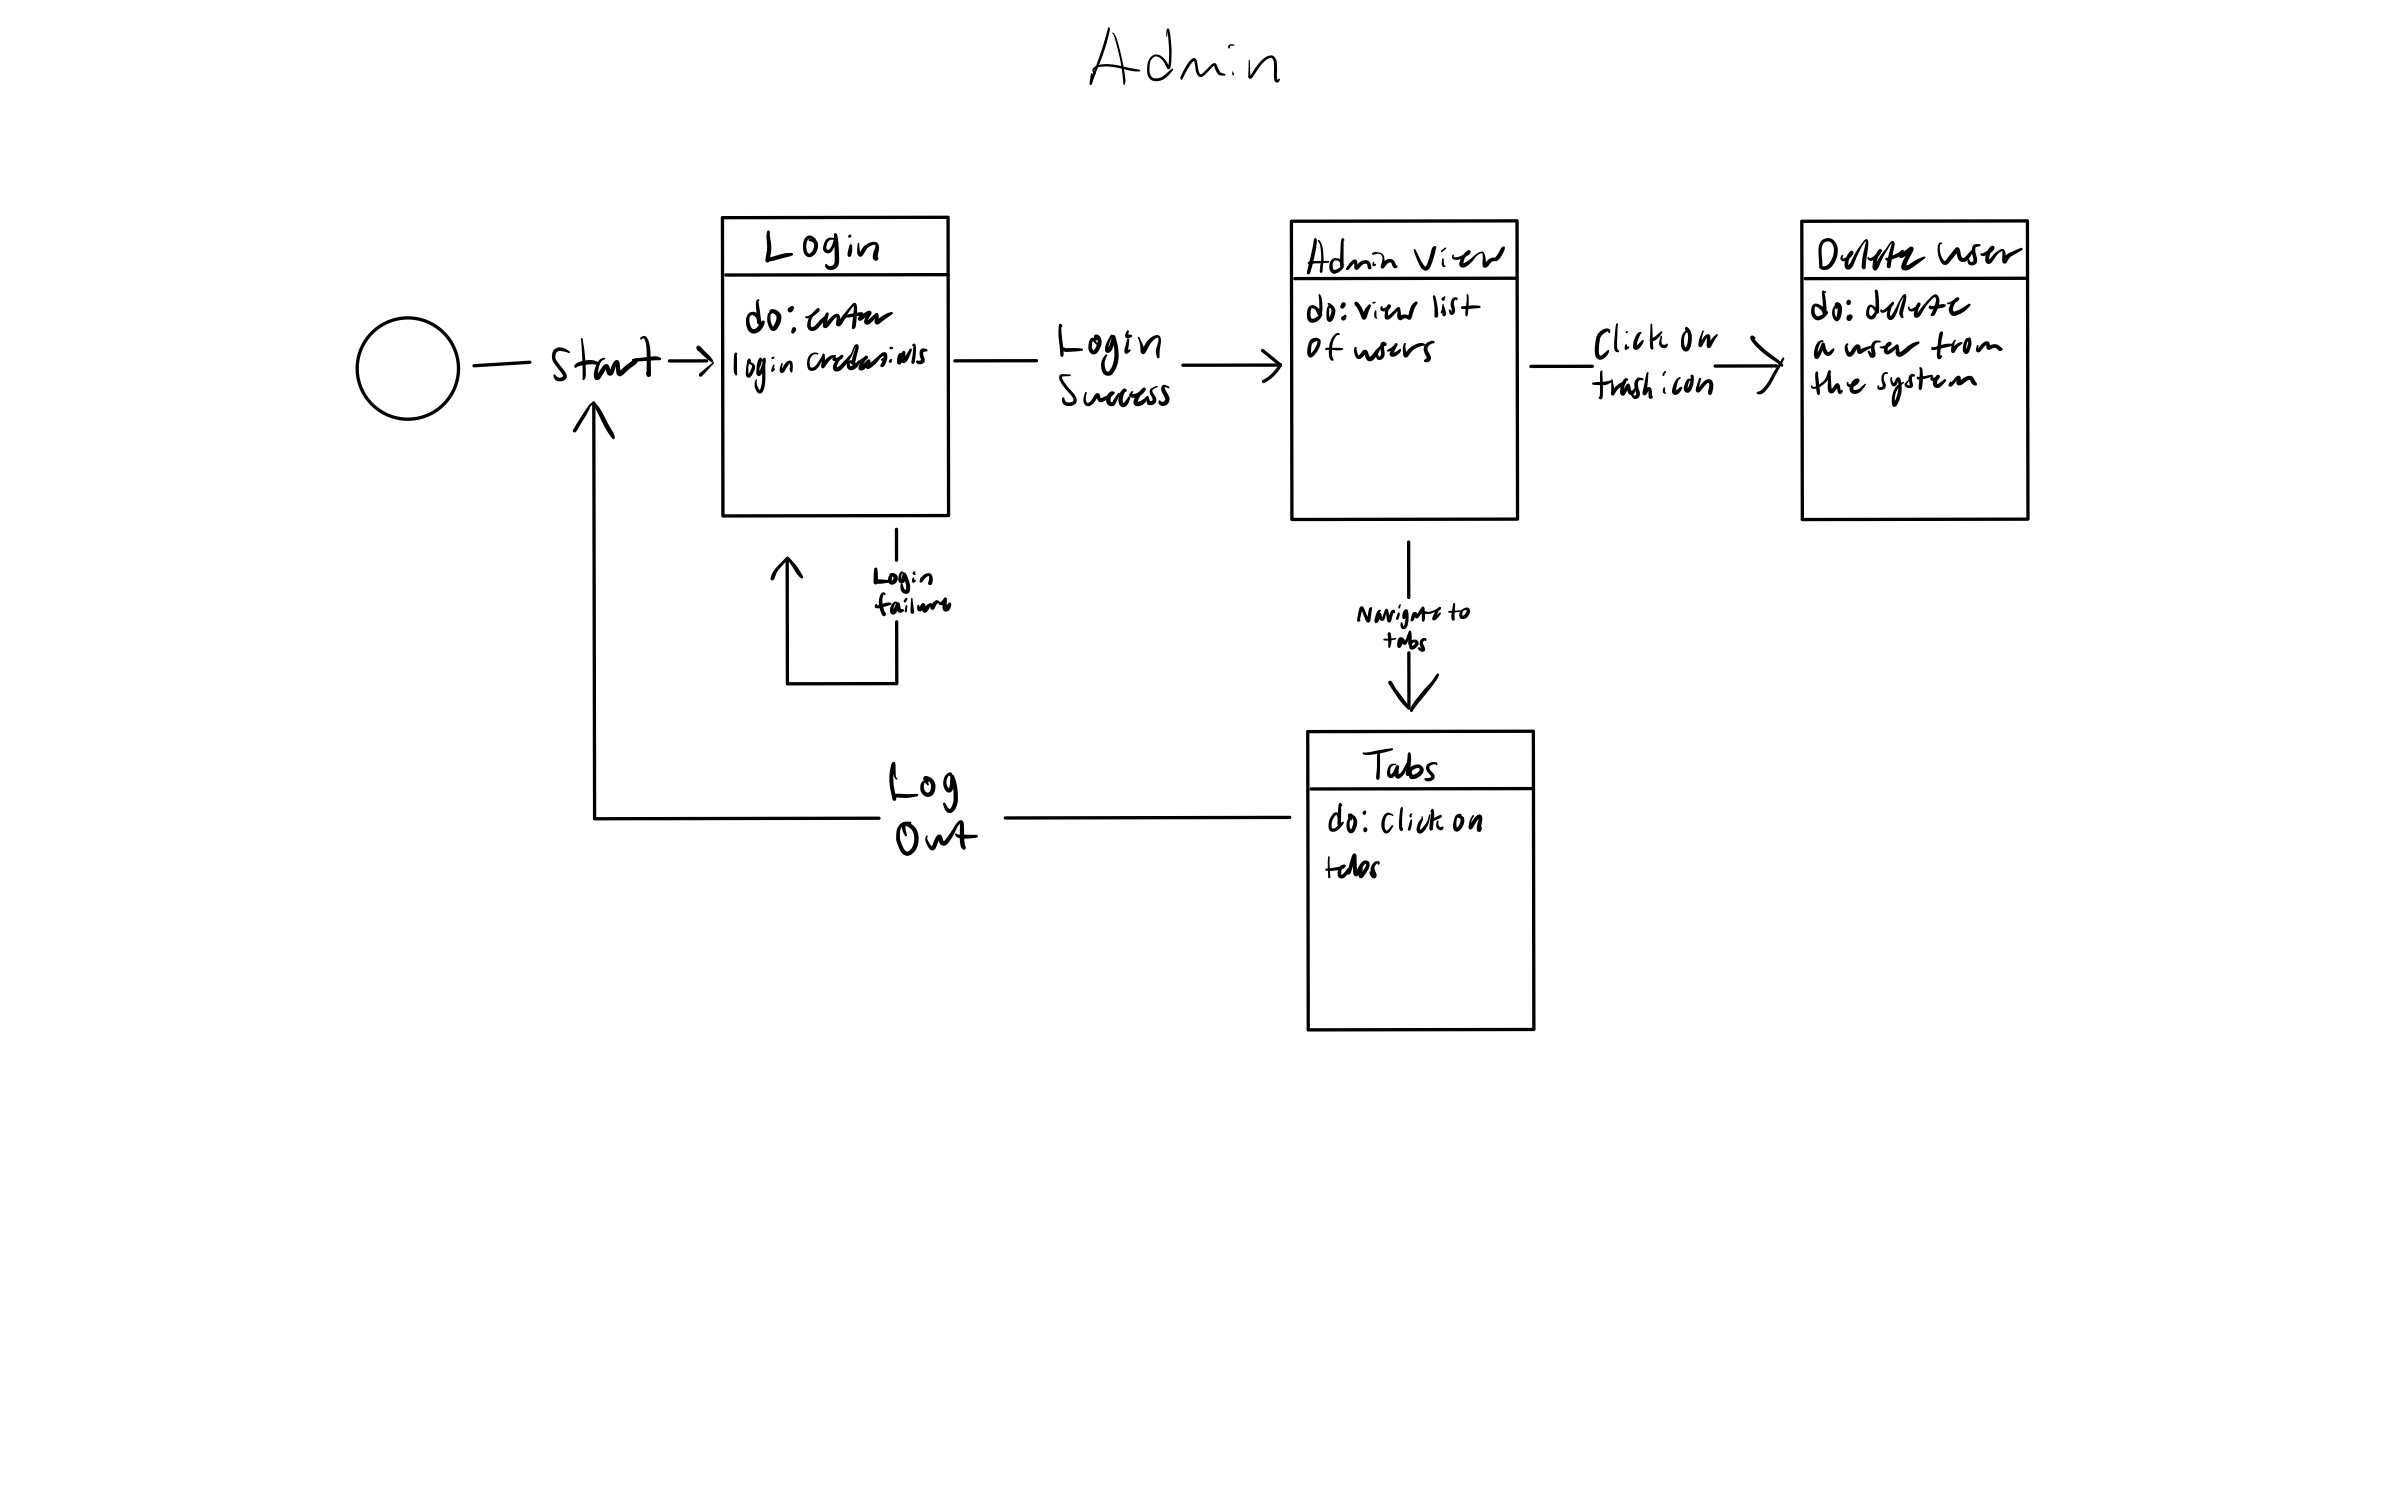 Admin
Login
do: enter
login credentials
start
Login
Success
Admin view
do: view list
of users
Click on
trash icon
Delete user
do: delete
a user from
the system
Login
failure
Navigate to
tabs
Tabs
do: click on
tabs
Log
Out